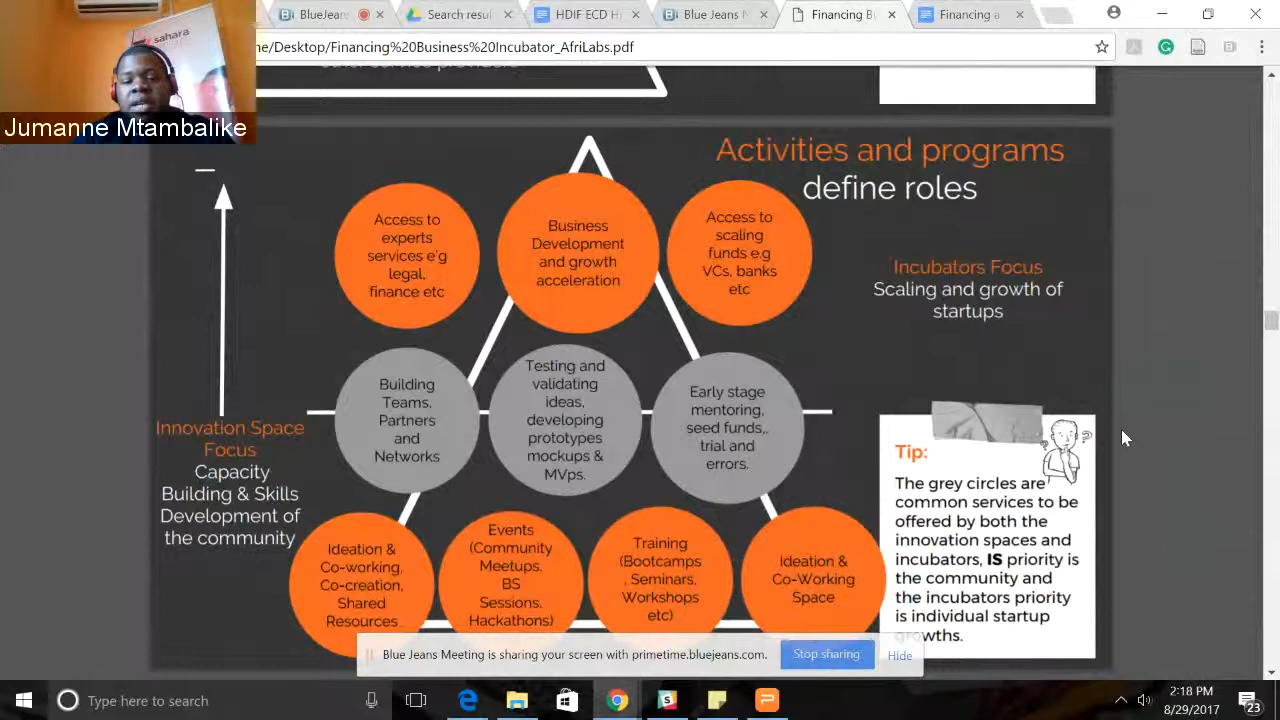 BlueJeans
Search resul
HDIF ECD H
Blue Jeans N
Financing B
Financing a
ne/Desktop/Financing%20Business%20Incubator_AfriLabs.pdf
sahara
Jumanne Mtambalike
Activities and programs
define roles
Access to
experts
services e'g
legal,
finance etc
Business
Development
and growth
acceleration
Access to
scaling
funds e.g
VCs, banks
etc
Incubators Focus
Scaling and growth of
startups
Building
Teams,
Partners
and
Networks
Testing and
validating
ideas,
developing
prototypes
mockups &
MVps.
Early stage
mentoring,
seed funds,,
trial and
errors.
Innovation Space
Focus
Capacity
Building & Skills
Development of
the community
Tip:
The grey circles are
common services to be
offered by both the
innovation spaces and
incubators, IS priority is
the community and
the incubators priority
is individual startup
growths.
Ideation &
Co-working,
Co-creation,
Shared
Resources
Events
(Community
Meetups,
BS
Sessions,
Hackathons)
Training
(Bootcamps
, Seminars,
Workshops
etc)
Ideation &
Co-Working
Space
Blue Jeans Meeting is sharing your screen with primetime.bluejeans.com.
Stop sharing
Hide
Type here to search
2:18 PM
8/29/2017
23